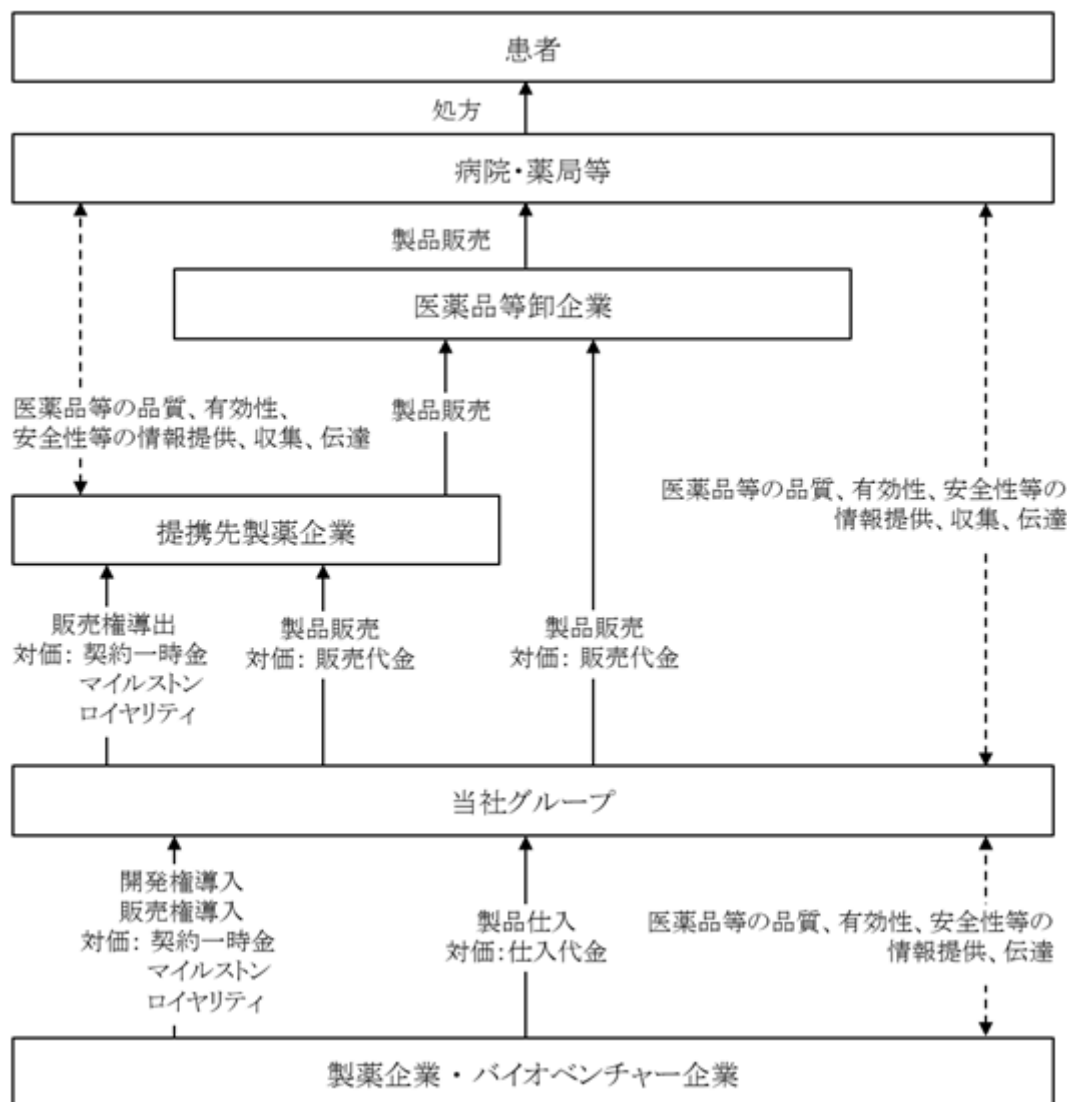 患者
処方
病院・薬局等
製品販売
医薬品等卸企業
医薬品等の品質、有効性、
安全性等の情報提供、収集、伝達
製品販売
医薬品等の品質、有効性、安全性等の
情報提供、収集、伝達
提携先製薬企業
販売権導出
対価: 契約一時金
マイルストン
ロイヤリティ
製品販売
対価: 販売代金
製品販売
対価: 販売代金
当社グループ
開発権導入
販売権導入
対価: 契約一時金
マイルストン
ロイヤリティ
製品仕入
対価:仕入代金
医薬品等の品質、有効性、安全性等の
情報提供、伝達
製薬企業 ・ バイオベンチャー企業